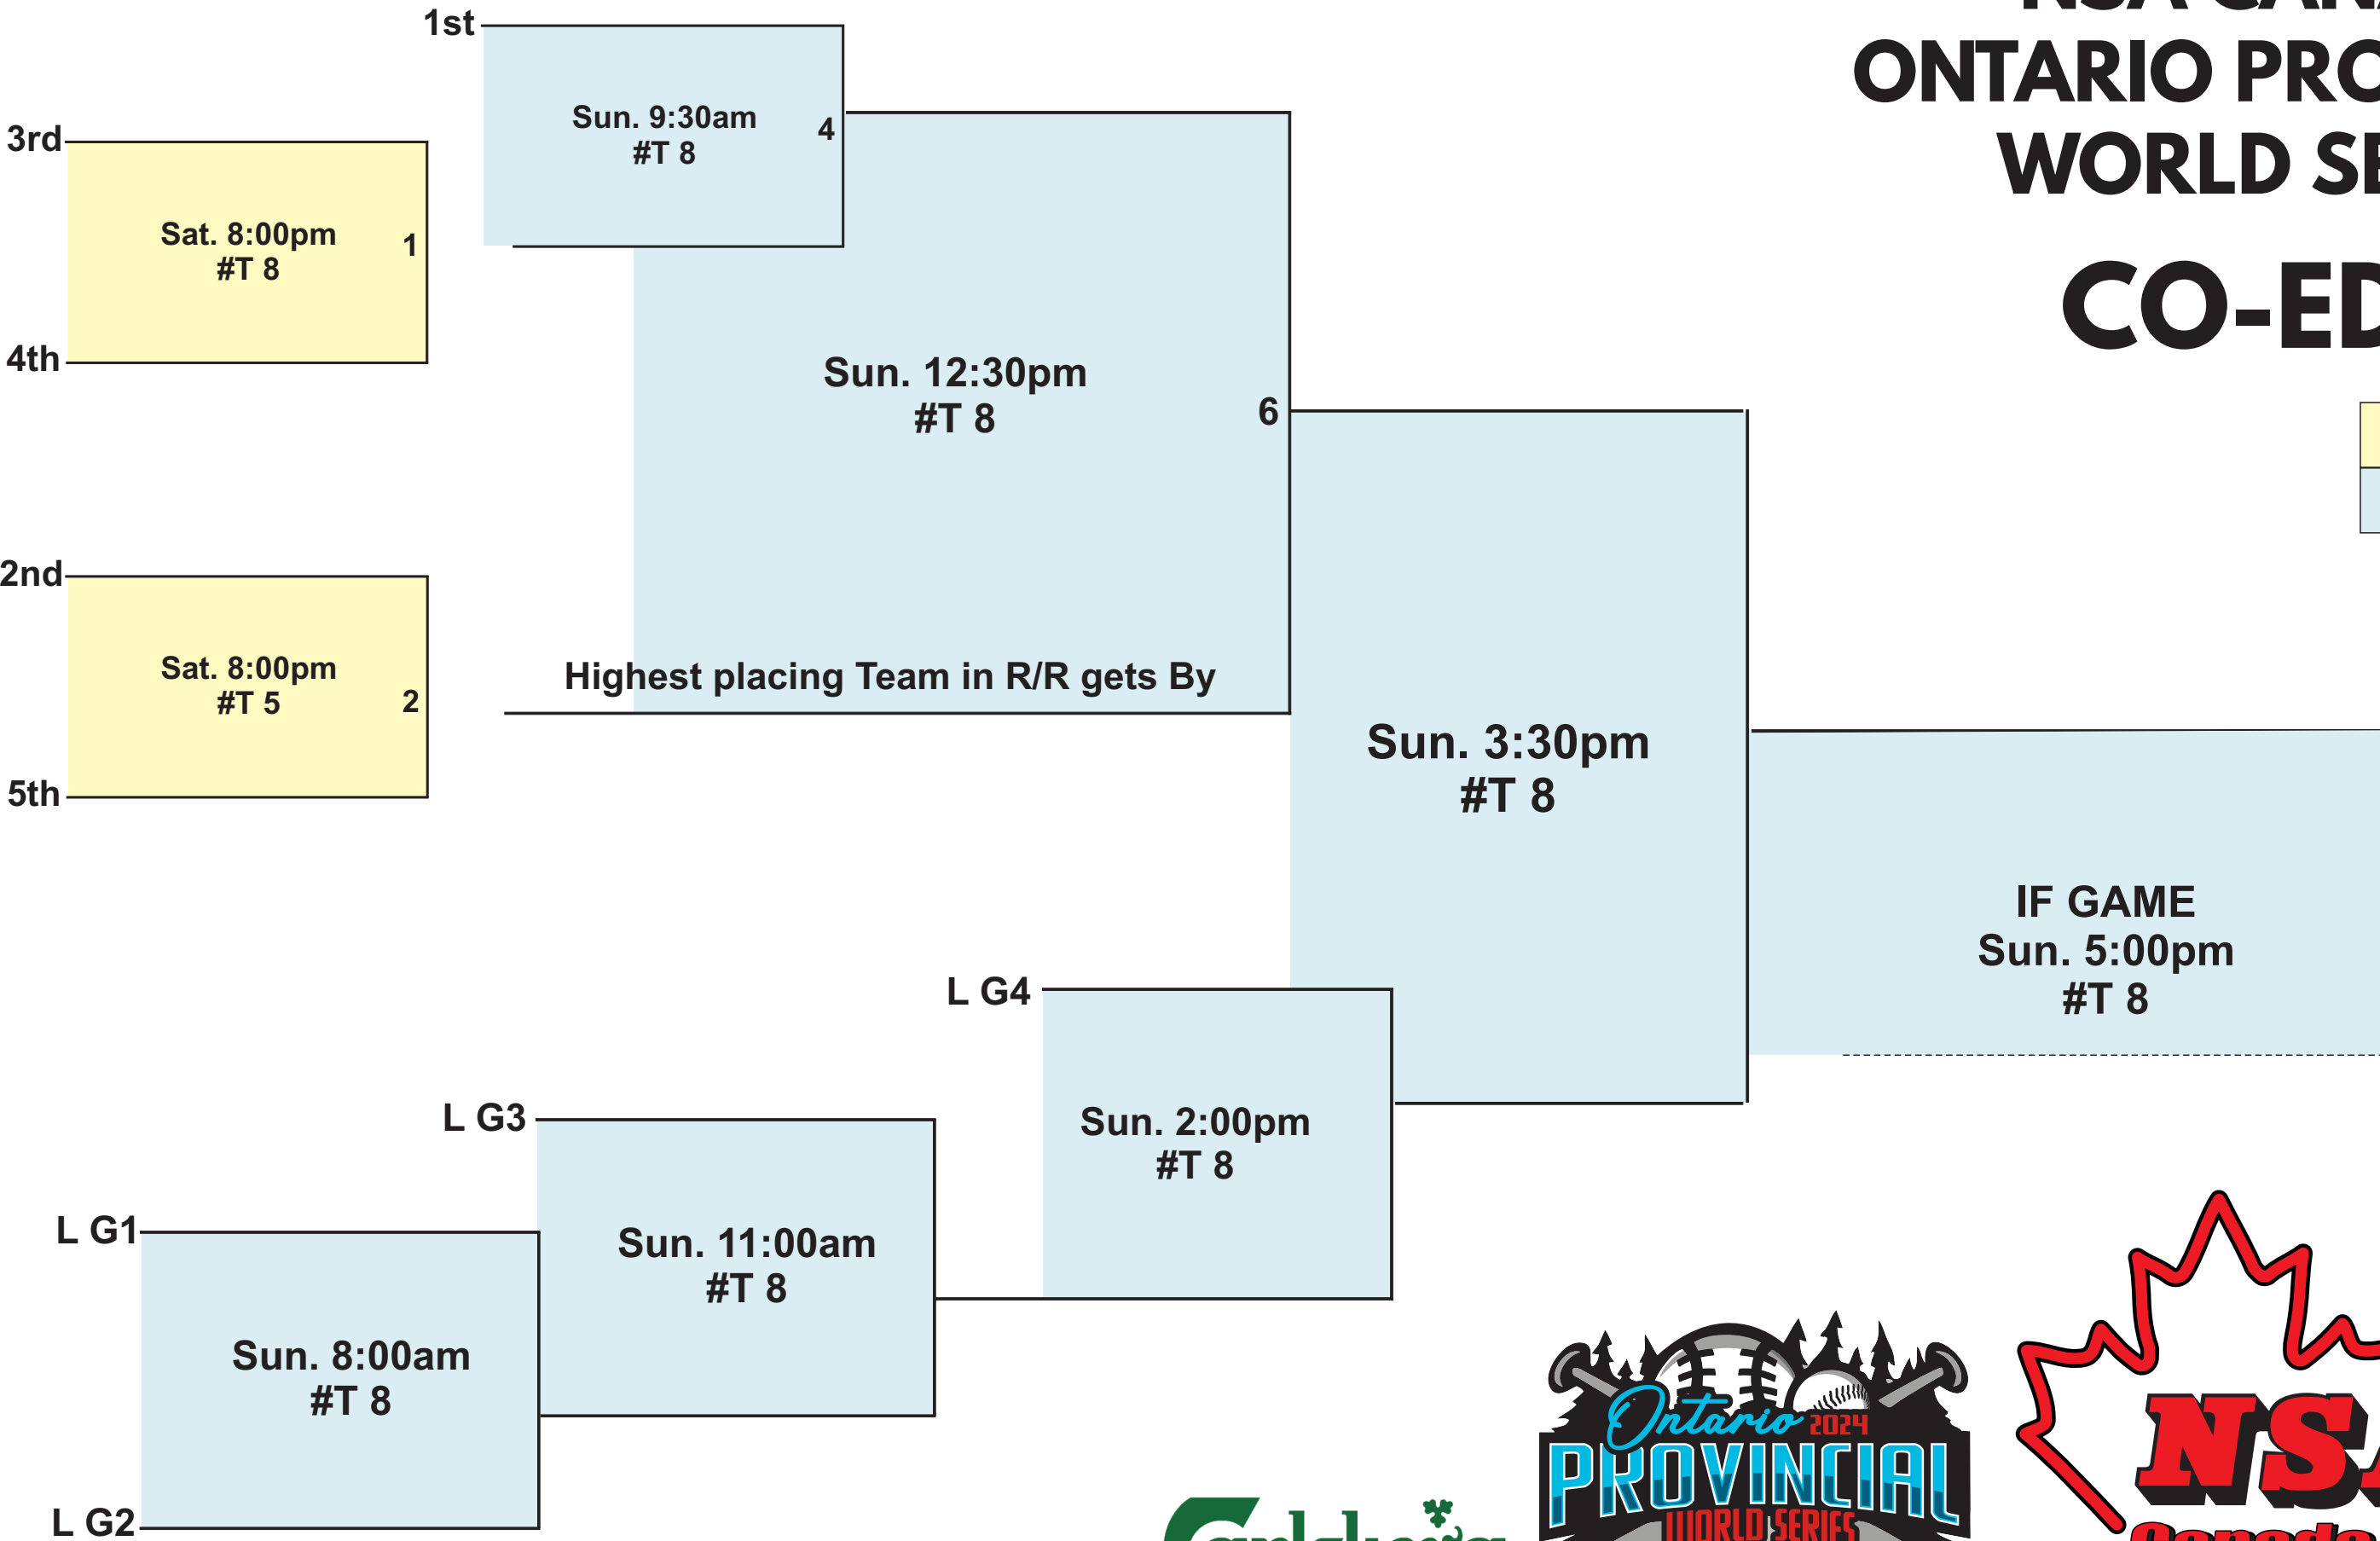 ONTARIO PRO
WORLD SE
CO-ED
1st
Sun. 9:30am
#T 8
4
3rd
Sat. 8:00pm
#T 8
1
4th
Sun. 12:30pm
#T 8
6
2nd
Sat. 8:00pm
#T 5
2
5th
Highest placing Team in R/R gets By
Sun. 3:30pm
#T 8
IF GAME
Sun. 5:00pm
#T 8
L G4
Sun. 2:00pm
#T 8
L G3
Sun. 11:00am
#T 8
L G1
Sun. 8:00am
#T 8
L G2
Ontario 2024
PROVINCIAL
WORLD SERIES
NSA
Canada